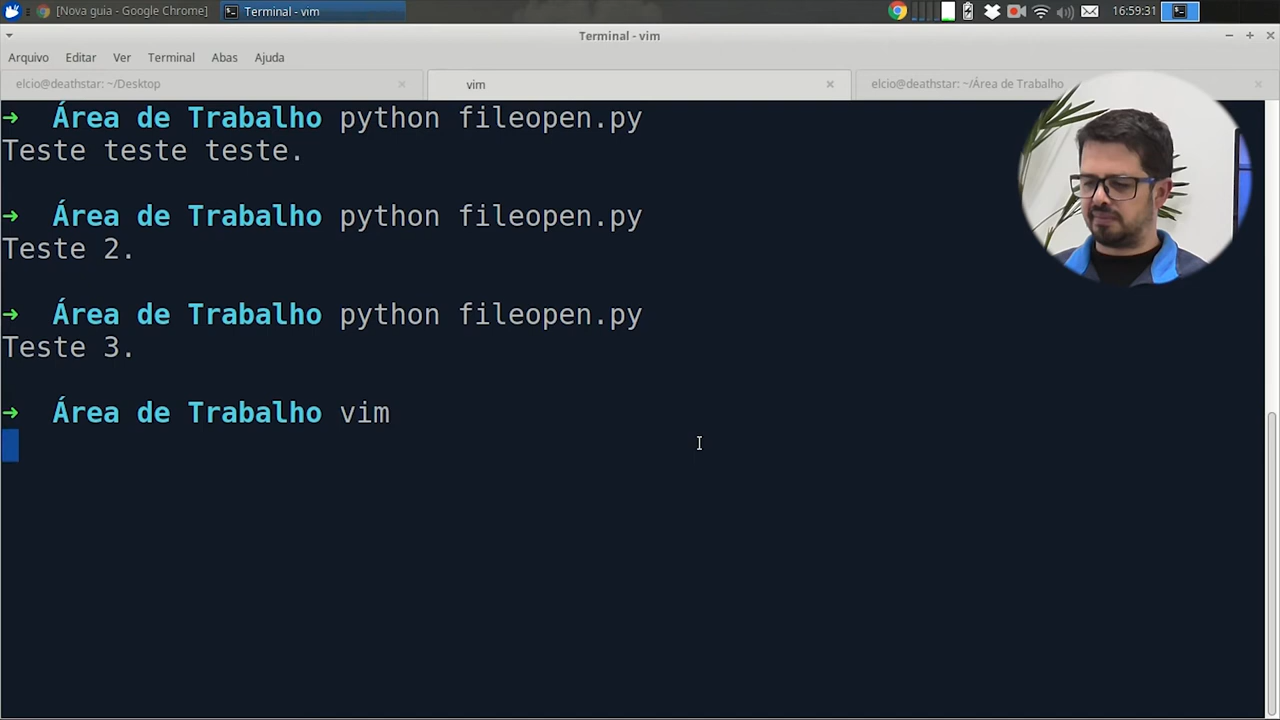 [Nova guia - Google Chrome] Terminal - vim 16:59:31
Terminal - vim
Arquivo Editar Ver Terminal Abas Ajuda
elcio@deathstar: ~/Desktop vim elcio@deathstar: ~/Área de Trabalho
→ Área de Trabalho python fileopen.py
Teste teste teste.
→ Área de Trabalho python fileopen.py
Teste 2.
→ Área de Trabalho python fileopen.py
Teste 3.
→ Área de Trabalho vim